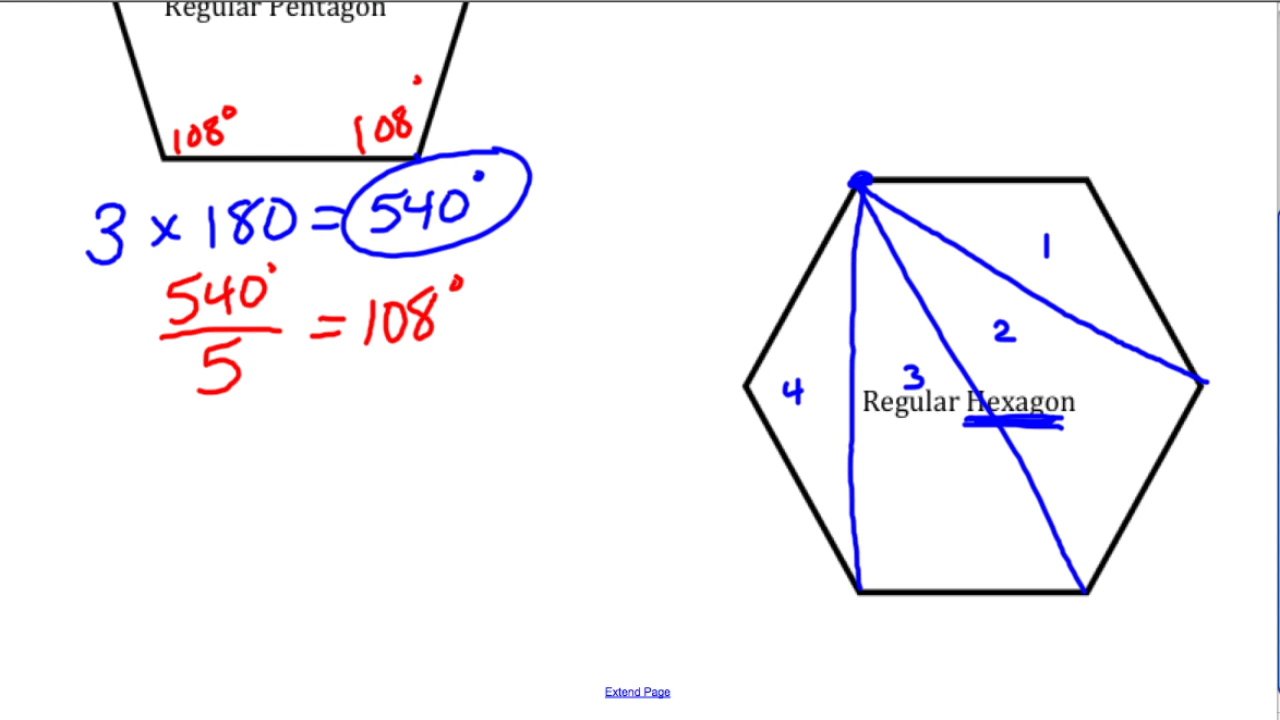 Regular Pentagon
108° 108°
3 x 180 = 540°
540°
5
= 108°
1
2
3
4
Regular Hexagon
Extend Page